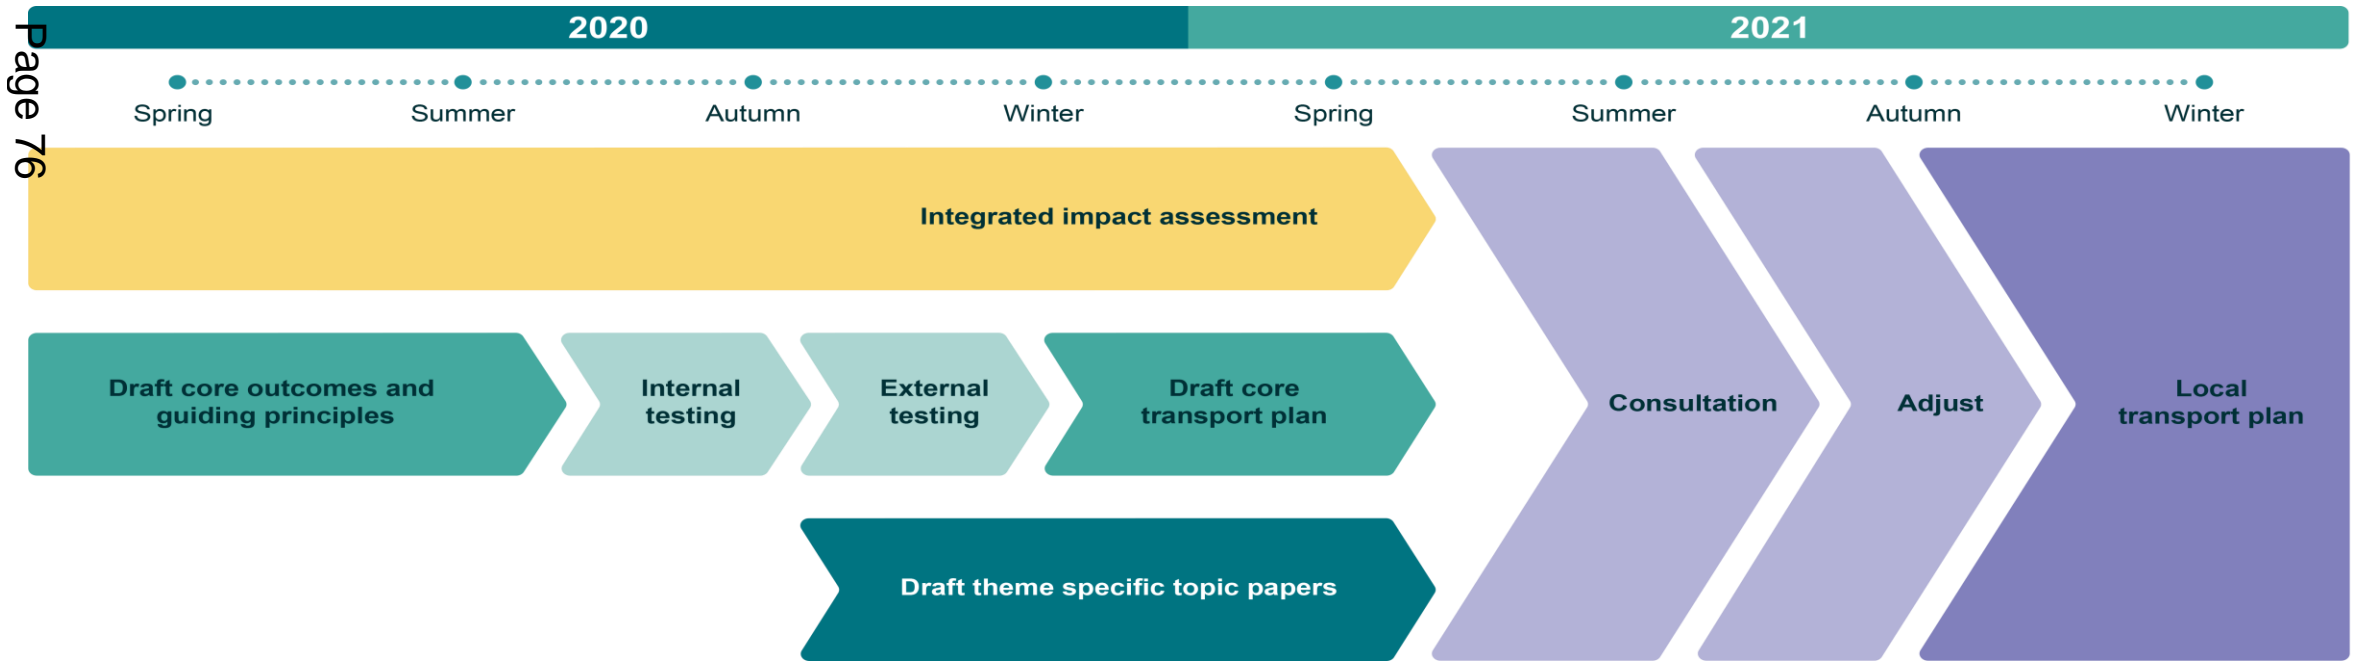 Page 76
2020
2021
Spring
Summer
Autumn
Winter
Spring
Summer
Autumn
Winter
Integrated impact assessment
Draft core outcomes and
guiding principles
Internal
testing
External
testing
Draft core
transport plan
Consultation
Adjust
Local
transport plan
Draft theme specific topic papers